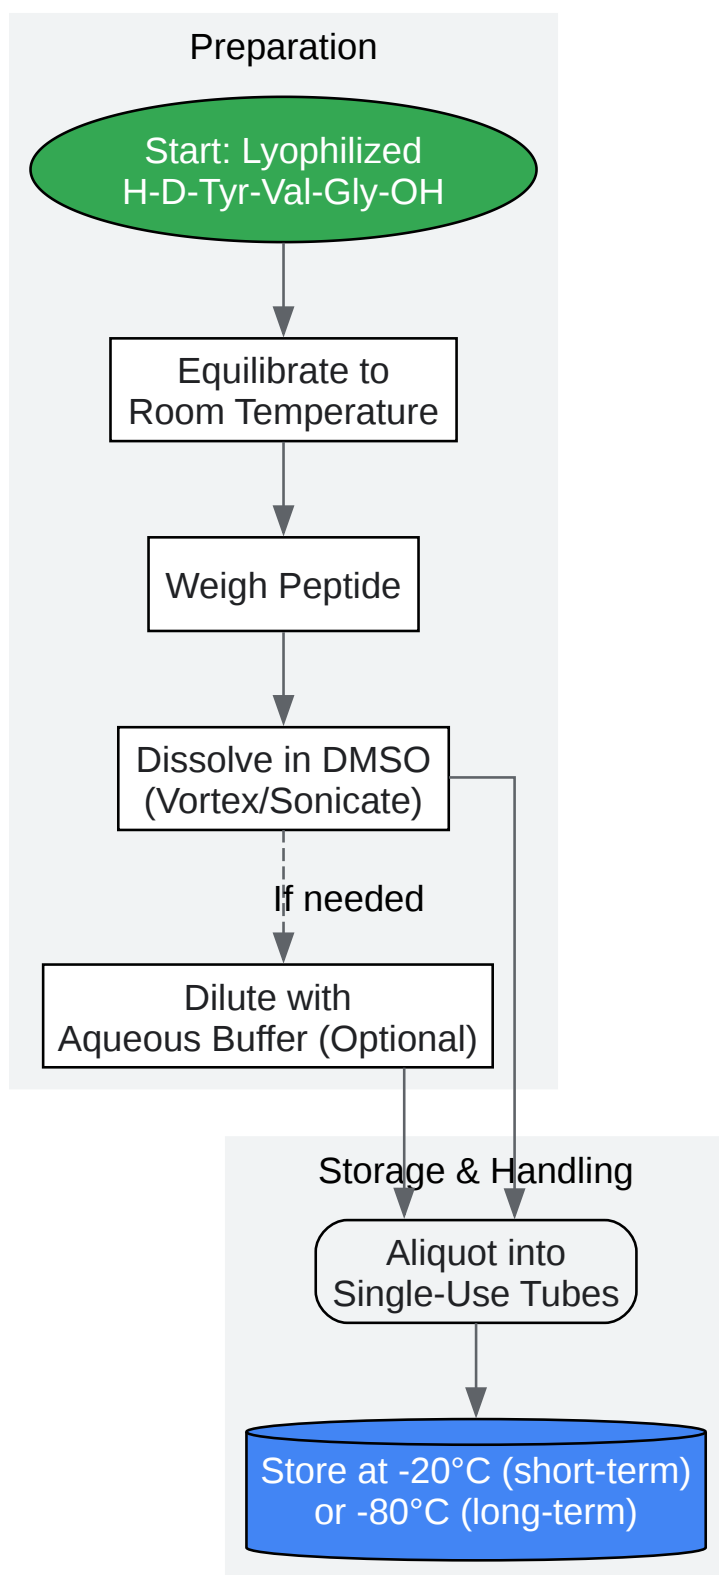 Preparation
Start: Lyophilized
H-D-Tyr-Val-Gly-OH
Equilibrate to
Room Temperature
Weigh Peptide
Dissolve in DMSO
(Vortex/Sonicate)
If needed
Dilute with
Aqueous Buffer (Optional)
Storage & Handling
Aliquot into
Single-Use Tubes
Store at -20°C (short-term)
or -80°C (long-term)